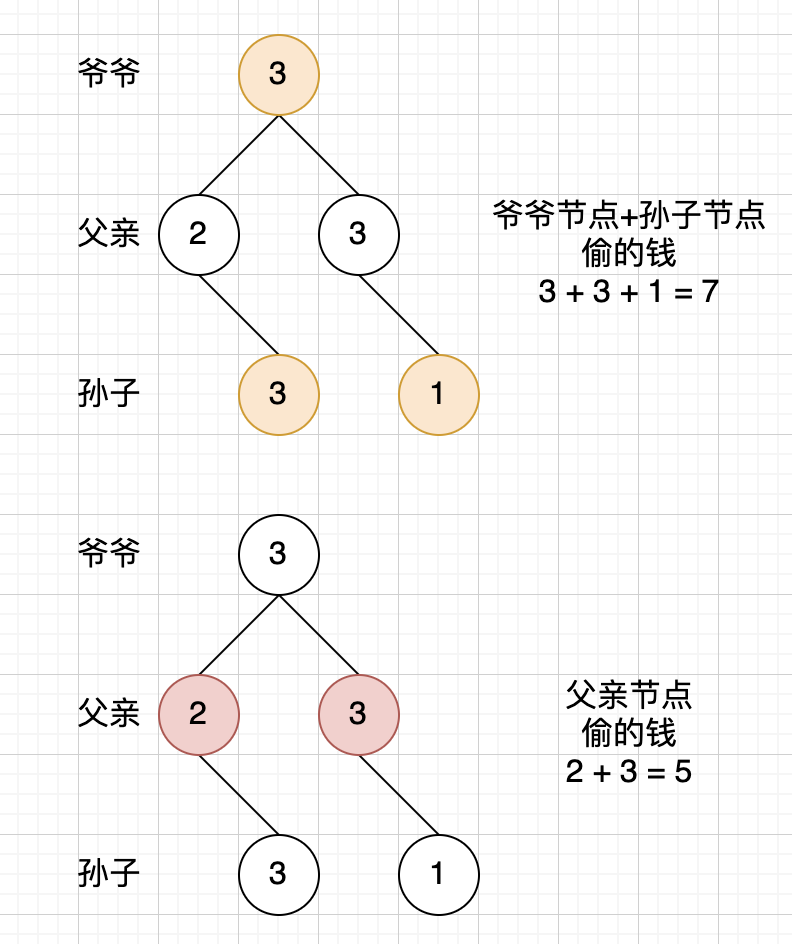 爷爷 3
父亲 2 3
爷爷节点+孙子节点
偷的钱
3 + 3 + 1 = 7
孙子 3 1
爷爷 3
父亲 2 3
父亲节点
偷的钱
2 + 3 = 5
孙子 3 1